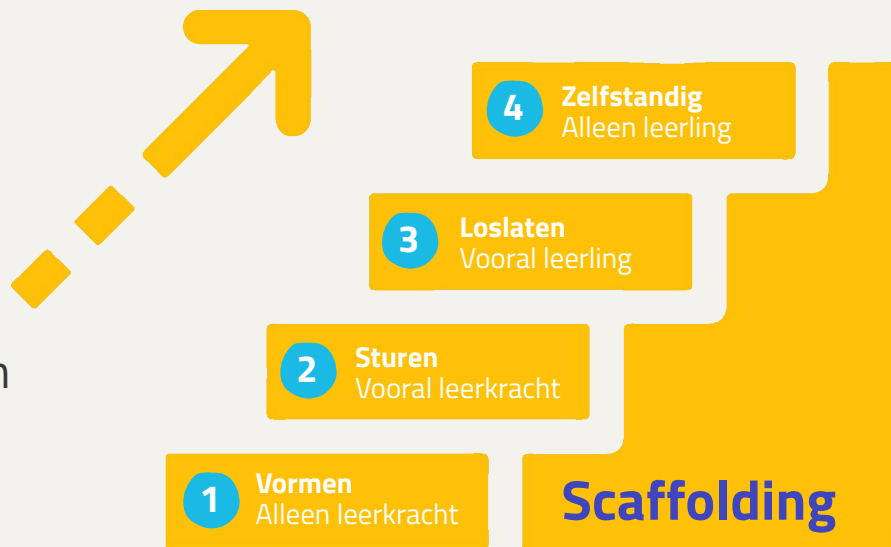 4
Zelfstandig
Alleen leerling
3
Loslaten
Vooral leerling
2
Sturen
Vooral leerkracht
1
Vormen
Alleen leerkracht
Scaffolding